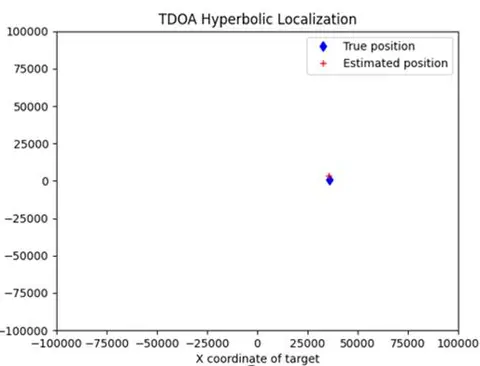 TDOA Hyperbolic Localization
True position
Estimated position
100000
75000
50000
25000
0
−25000
−50000
−75000
−100000
−100000 −75000 −50000 −25000 0 25000 50000 75000 100000
X coordinate of target